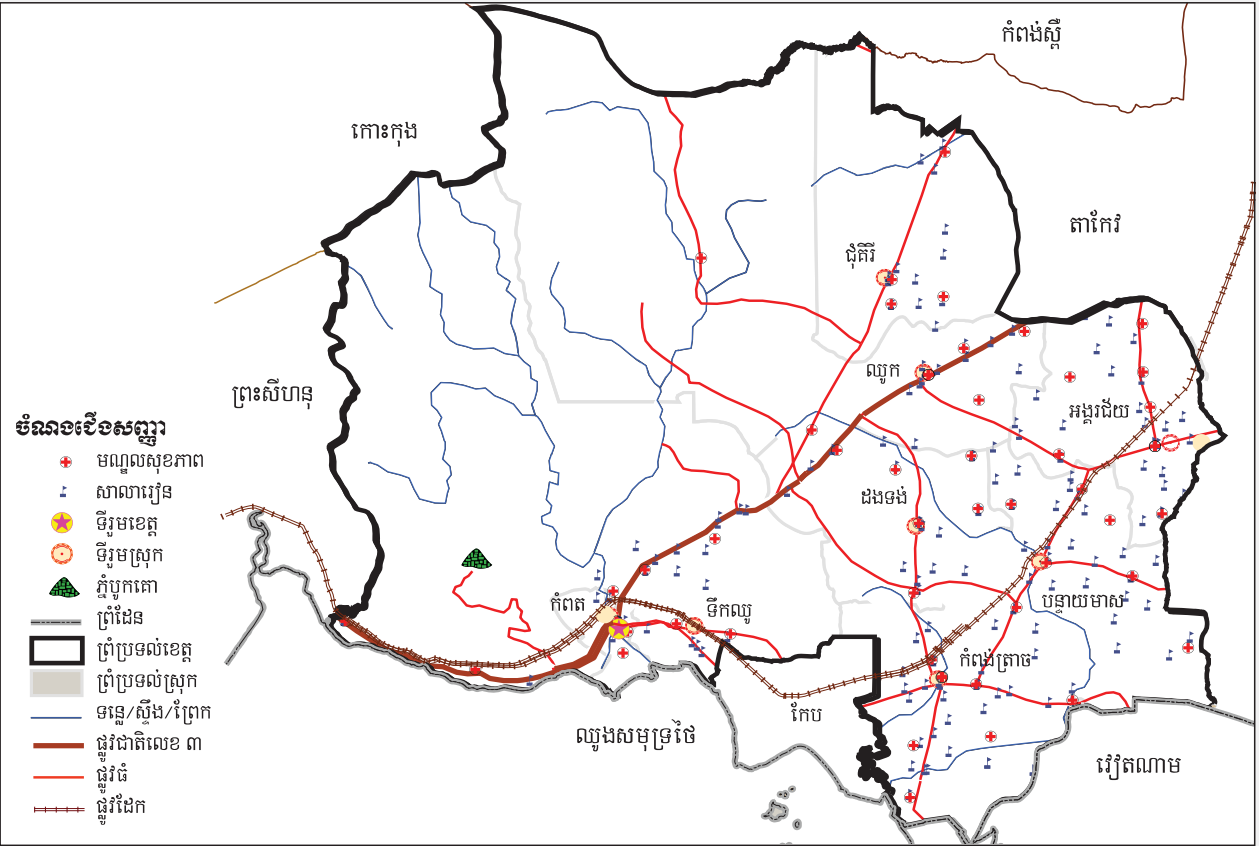 កំពង់ស្ពឺ
កោះកុង
តាកែវ
ជុំគិរី
ព្រះសីហនុ
ឈូក
អង្គរជ័យ
ដងទង់
កំពត
ទឹកឈូ
បន្ទាយមាស
កំពង់ត្រាច
កែប
ឈូងសមុទ្រថៃ
វៀតណាម
ចំណងជើងសញ្ញា
មណ្ឌលសុខភាព
សាលារៀន
ទីរួមខេត្ត
ទីរួមស្រុក
ភ្នំបូកគោ
ព្រំដែន
ព្រំប្រទល់ខេត្ត
ព្រំប្រទល់ស្រុក
ទន្លេ/ស្ទឹង/ព្រែក
ផ្លូវជាតិលេខ ៣
ផ្លូវធំ
ផ្លូវដែក